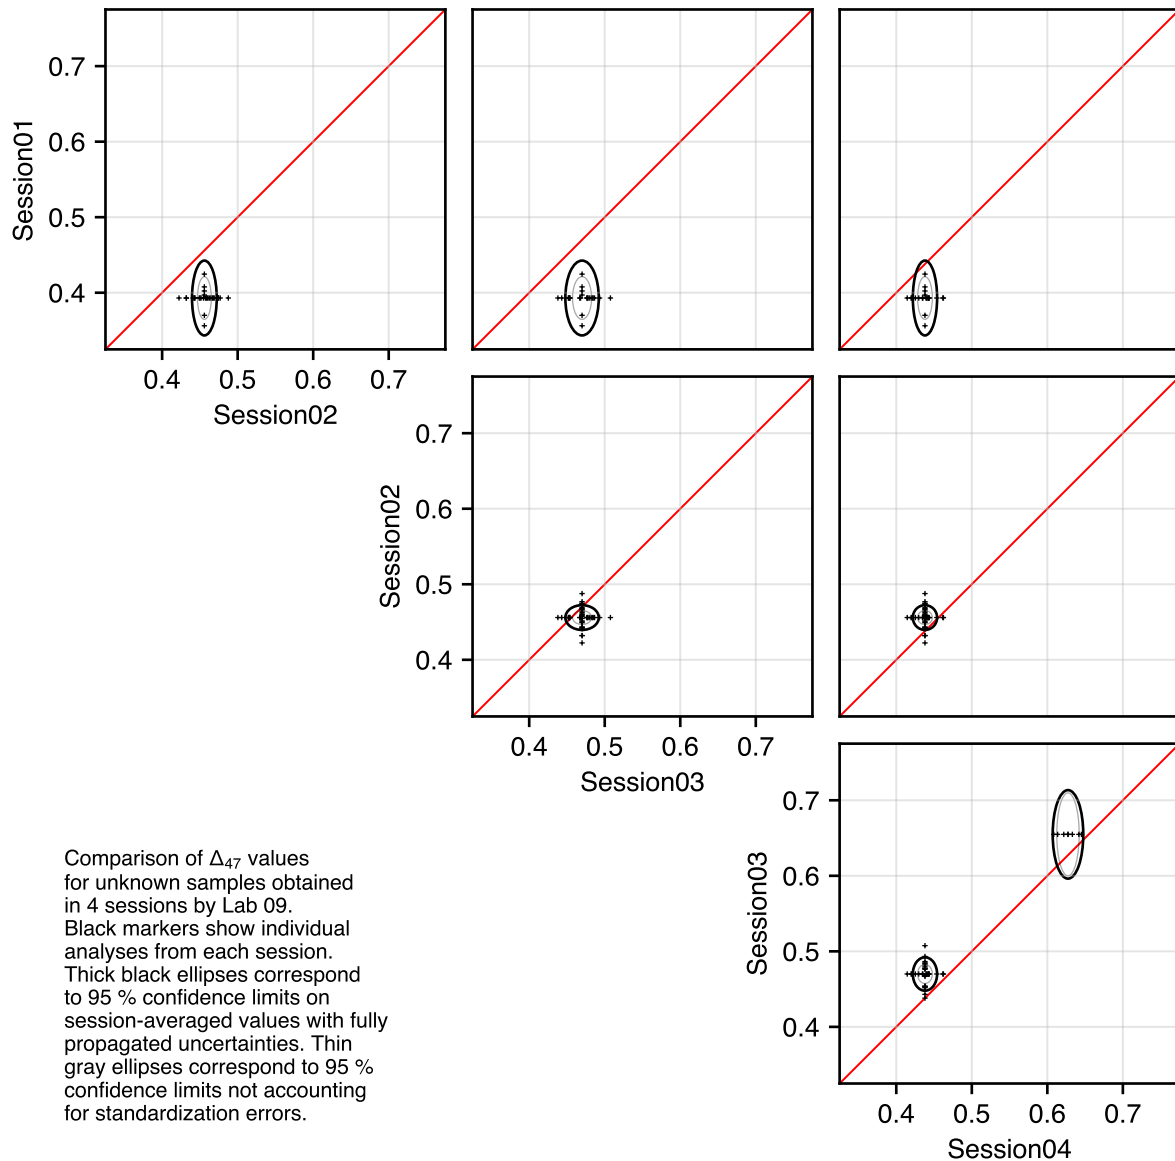 0.7
0.6
0.5
0.4
Session01
0.4 0.5 0.6 0.7
Session02
0.7
0.6
0.5
0.4
Session02
0.4 0.5 0.6 0.7
Session03
0.7
0.6
0.5
0.4
Session03
0.4 0.5 0.6 0.7
Session04
Comparison of Δ₄₇ values
for unknown samples obtained
in 4 sessions by Lab 09.
Black markers show individual
analyses from each session.
Thick black ellipses correspond
to 95 % confidence limits on
session-averaged values with fully
propagated uncertainties. Thin
gray ellipses correspond to 95 %
confidence limits not accounting
for standardization errors.